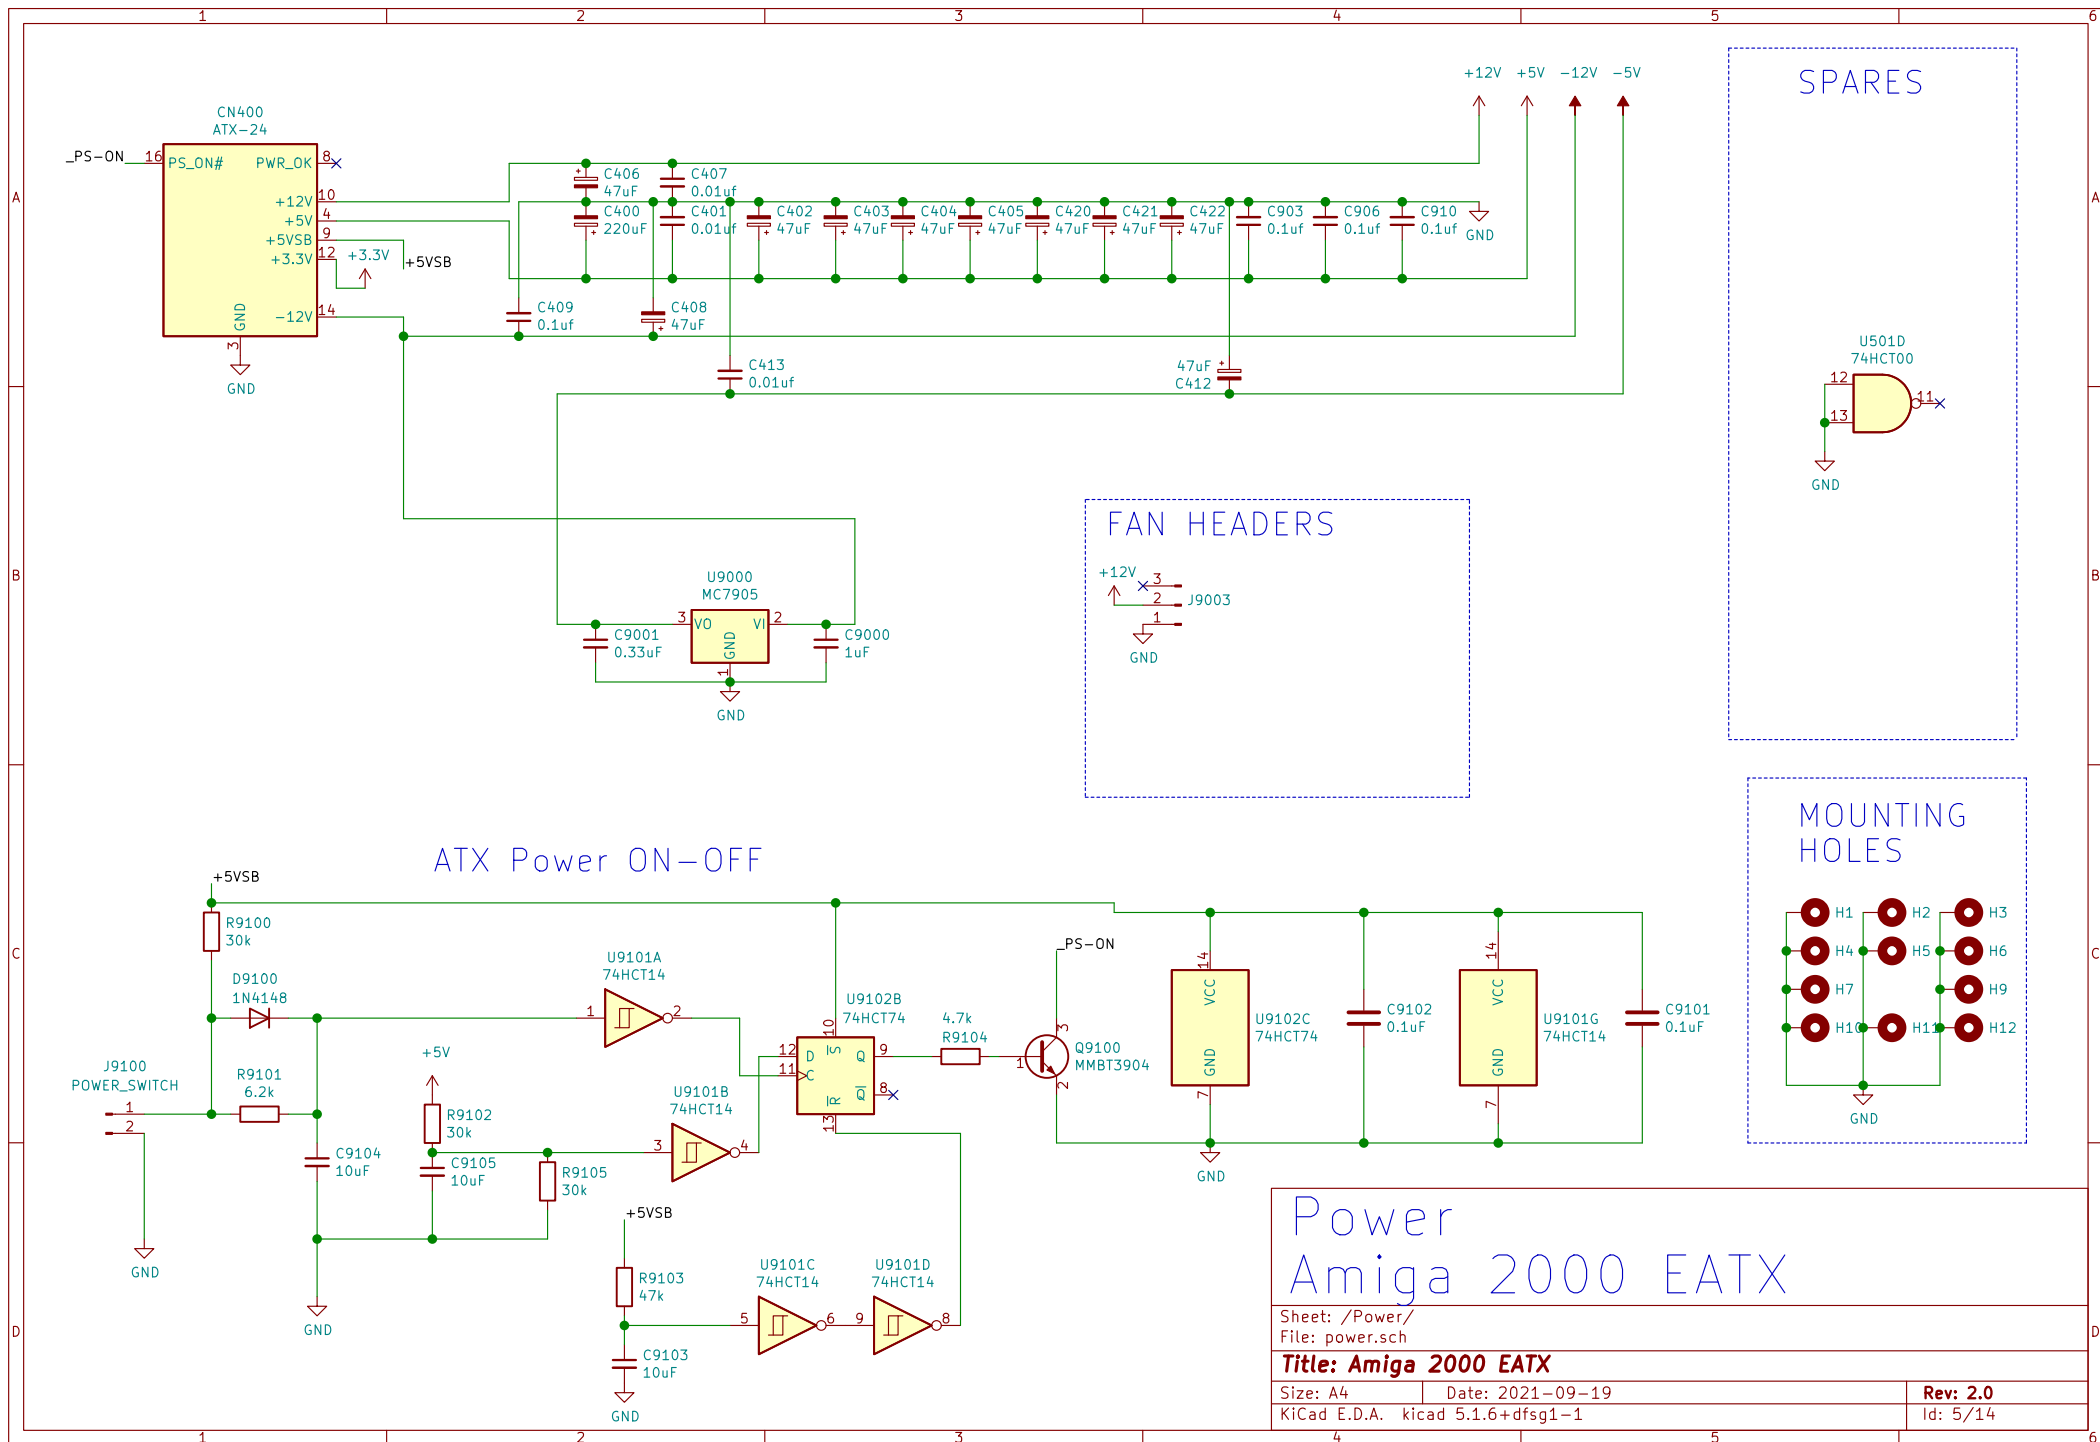 1 2 3 4 5 6
A
B
C
D
A
B
C
D
1 2 3 4 5 6
+12V +5V −12V −5V
CN400
ATX−24
_PS−ON
16 PS_ON#
PWR_OK 8
+12V 10
+5V 4
+5VSB 9
+3.3V 12
−12V 14
GND
3
GND
+3.3V
+5VSB
C406
47uF
C407
0.01uf
C400
220uF
C401
0.01uf
C402
47uF
C403
47uF
C404
47uF
C405
47uF
C420
47uF
C421
47uF
C422
47uF
C903
0.1uf
C906
0.1uf
C910
0.1uf
GND
C409
0.1uf
C408
47uF
C413
0.01uf
47uF
C412
U9000
MC7905
3 VO
VI 2
GND
1
GND
C9001
0.33uF
C9000
1uF
FAN HEADERS
+12V
3
2
1
J9003
GND
SPARES
U501D
74HCT00
12
13
11
GND
MOUNTING
HOLES
H1 H2 H3
H4 H5 H6
H7 H9
H10 H11 H12
GND
ATX Power ON−OFF
+5VSB
R9100
30k
D9100
1N4148
J9100
POWER_SWITCH
1
2
GND
R9101
6.2k
C9104
10uF
GND
+5V
R9102
30k
C9105
10uF
R9105
30k
U9101A
74HCT14
1 2
U9101B
74HCT14
3 4
+5VSB
R9103
47k
C9103
10uF
GND
U9101C
74HCT14
5 6
U9101D
74HCT14
9 8
U9102B
74HCT74
10
S
12 D
11 C
Q 9
Q 8
R
13
4.7k
R9104
_PS−ON
Q9100
MMBT3904
1
2
3
14
VCC
GND
7
U9102C
74HCT74
GND
C9102
0.1uF
14
VCC
GND
7
U9101G
74HCT14
C9101
0.1uF
Power
Amiga 2000 EATX
Sheet: /Power/
File: power.sch
Title: Amiga 2000 EATX
Size: A4 Date: 2021−09−19 Rev: 2.0
KiCad E.D.A. kicad 5.1.6+dfsg1−1 Id: 5/14